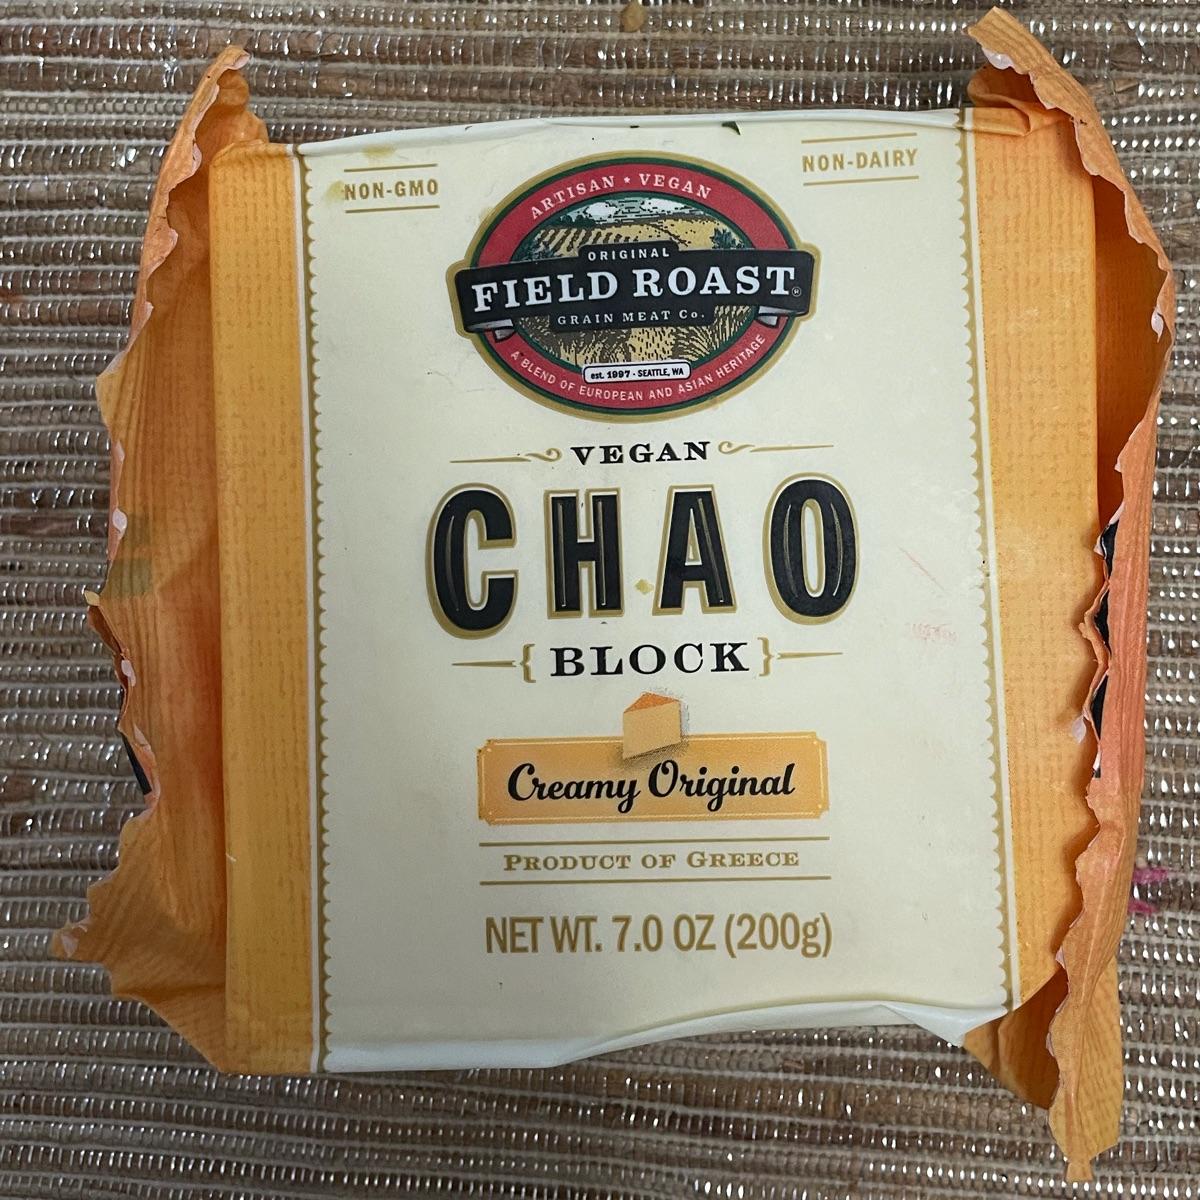 NON-GMO
NON-DAIRY
ARTISAN • VEGAN
ORIGINAL
FIELD ROAST®
GRAIN MEAT Co.
est. 1997 - SEATTLE, WA
A BLEND OF EUROPEAN AND ASIAN HERITAGE
VEGAN
CHAO
{BLOCK}
Creamy Original
PRODUCT OF GREECE
NET WT. 7.0 OZ (200g)